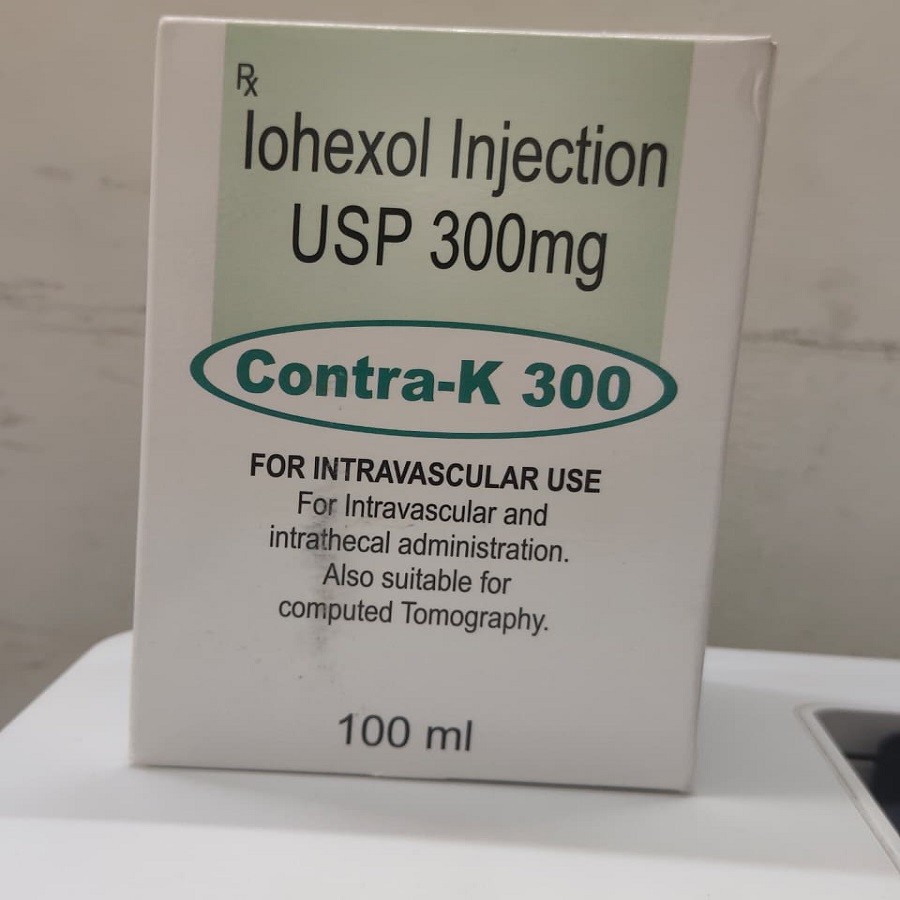 Rx
Iohexol Injection
USP 300mg
Contra-K 300
FOR INTRAVASCULAR USE
For Intravascular and
intrathecal administration.
Also suitable for
computed Tomography.
100 ml